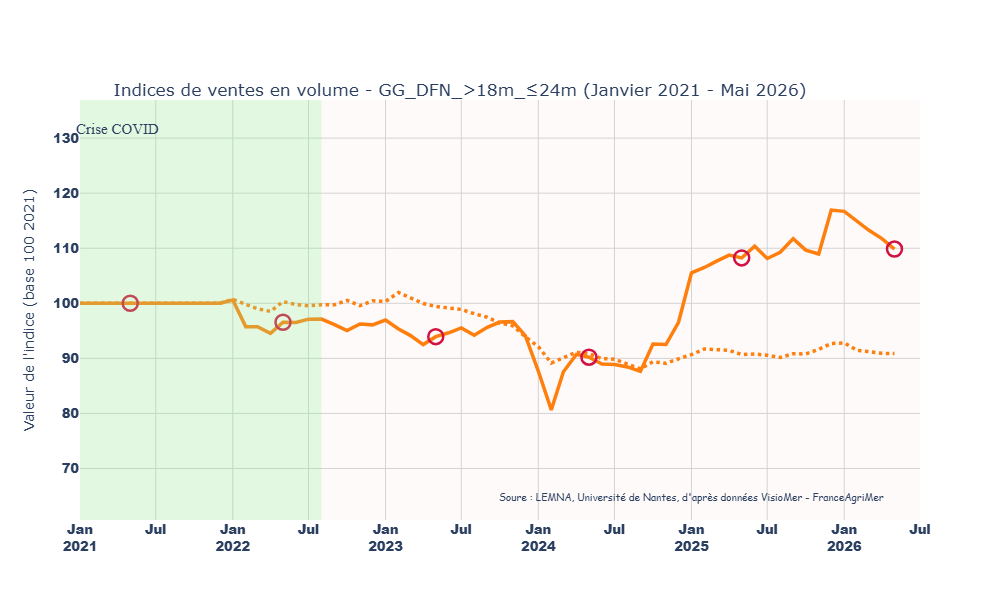 Indices de ventes en volume - GG_DFN_>18m_≤24m (Janvier 2021 - Mai 2026)
Crise COVID
Valeur de l'indice (base 100 2021)
130
120
110
100
90
80
70
Soure : LEMNA, Université de Nantes, d'après données VisioMer - FranceAgriMer
Jan Jul Jan Jul Jan Jul Jan Jul Jan Jul Jan Jul
2021 2022 2023 2024 2025 2026